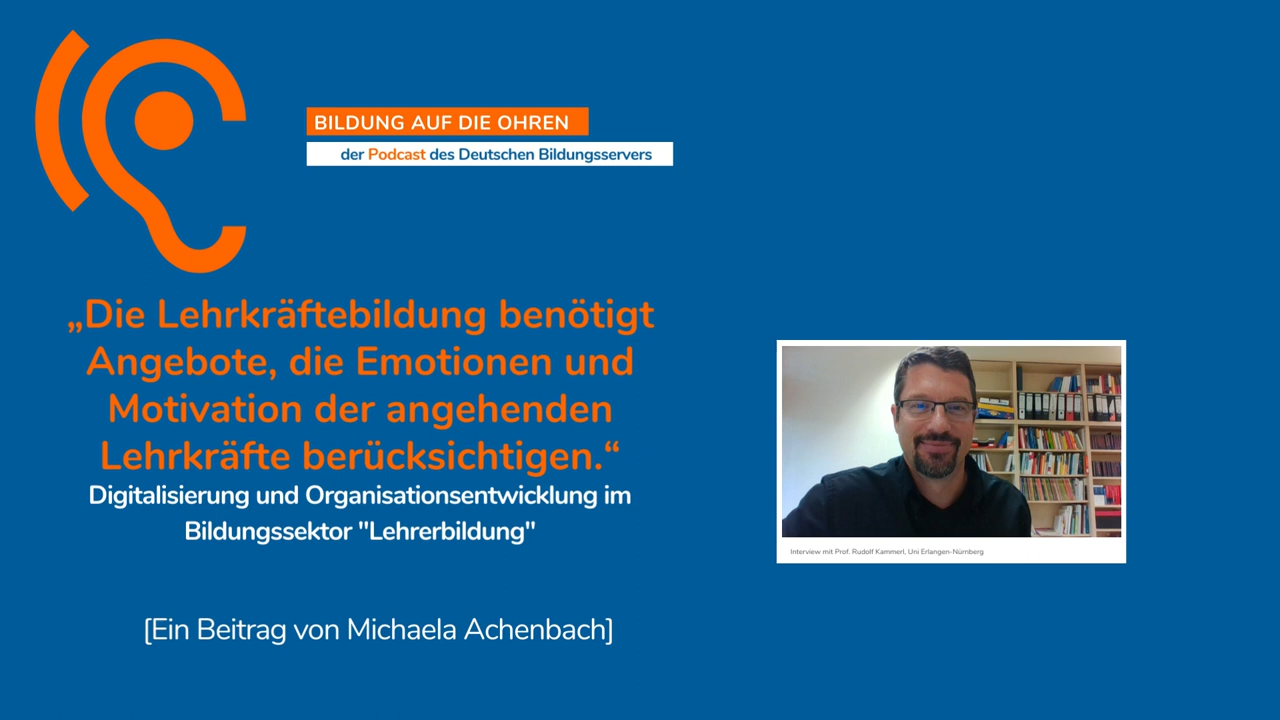 BILDUNG AUF DIE OHREN
der Podcast des Deutschen Bildungsservers
„Die Lehrkräftebildung benötigt
Angebote, die Emotionen und
Motivation der angehenden
Lehrkräfte berücksichtigen.“
Digitalisierung und Organisationsentwicklung im
Bildungssektor "Lehrerbildung"
Interview mit Prof. Rudolf Kammerl, Uni Erlangen-Nürnberg
[Ein Beitrag von Michaela Achenbach]